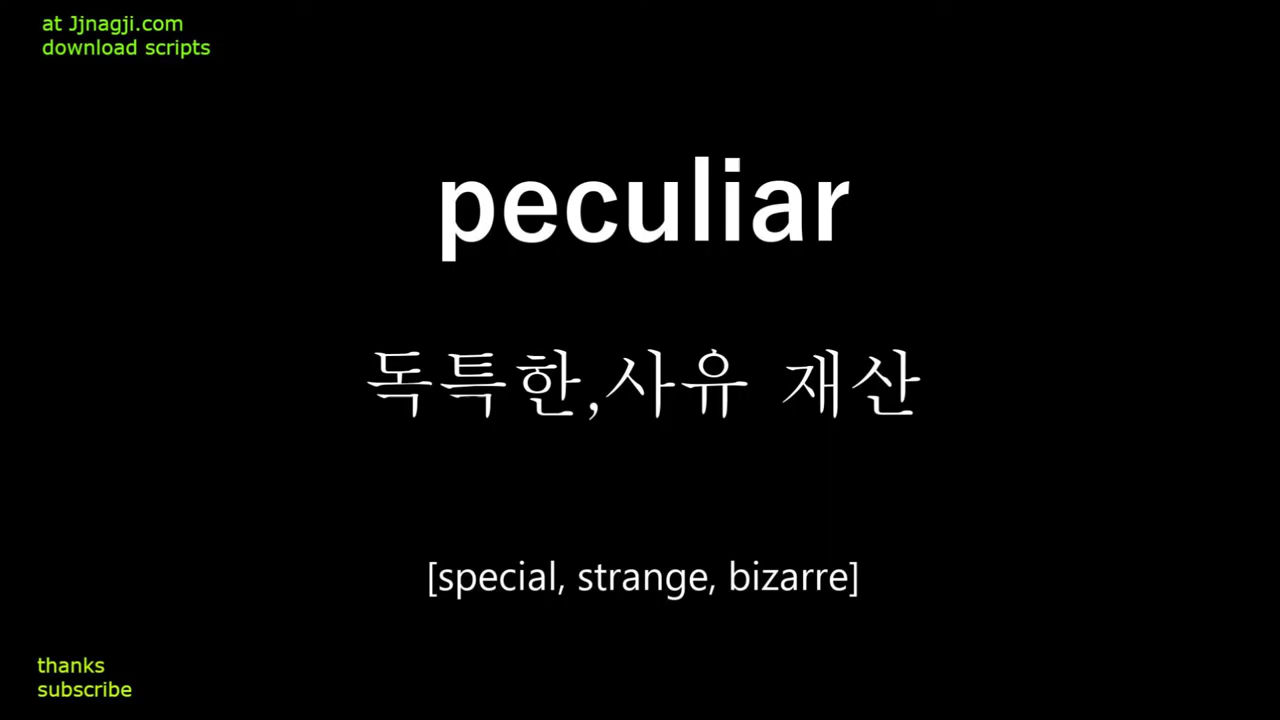 at Jjnagji.com
download scripts
peculiar
독특한,사유 재산
[special, strange, bizarre]
thanks
subscribe